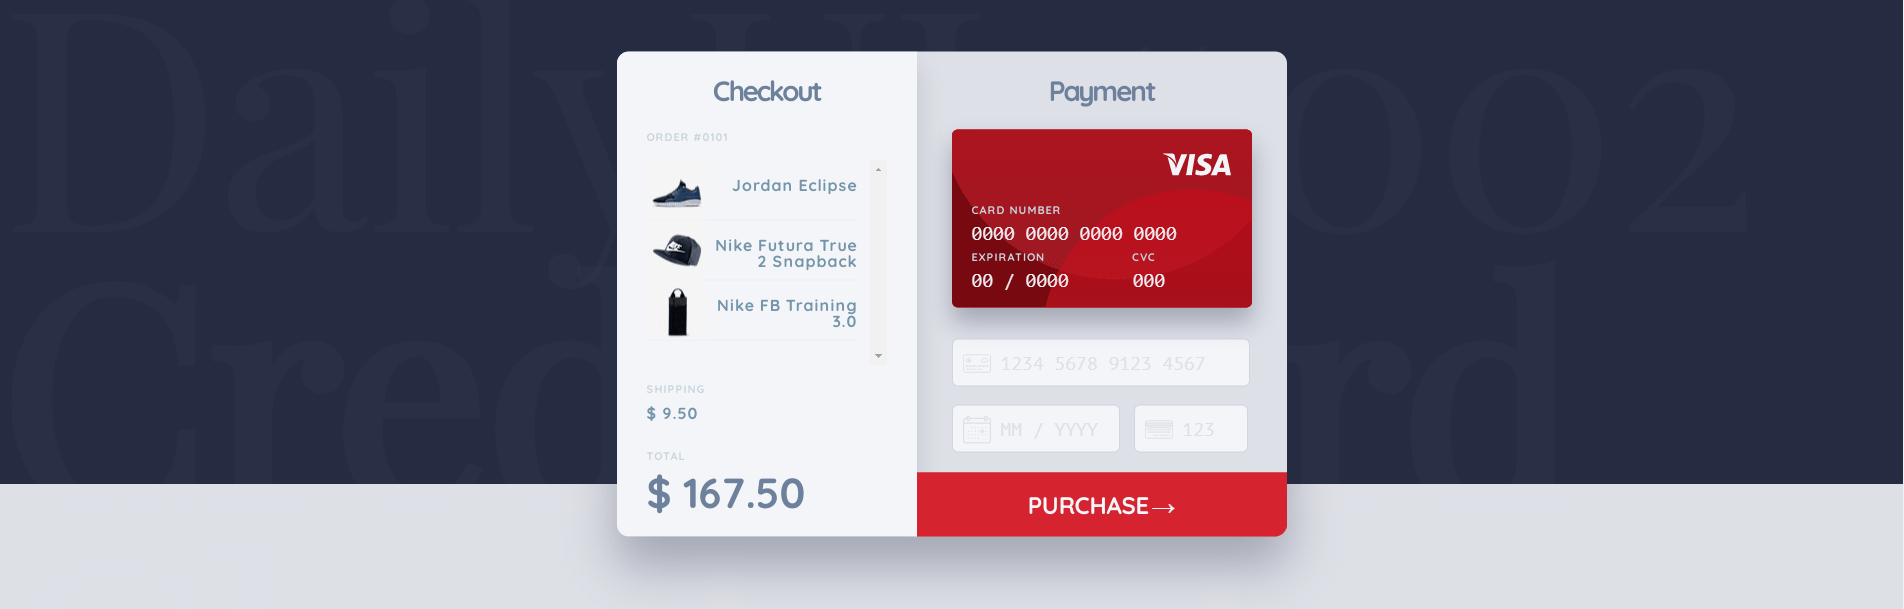 Daily UI 002
Credit Card
Checkout
ORDER #0101
Jordan Eclipse
Nike Futura True
2 Snapback
Nike FB Training
3.0
SHIPPING
$ 9.50
TOTAL
$ 167.50
Payment
VISA
CARD NUMBER
0000 0000 0000 0000
EXPIRATION
CVC
00 / 0000
000
1234 5678 9123 4567
MM / YYYY
123
PURCHASE→